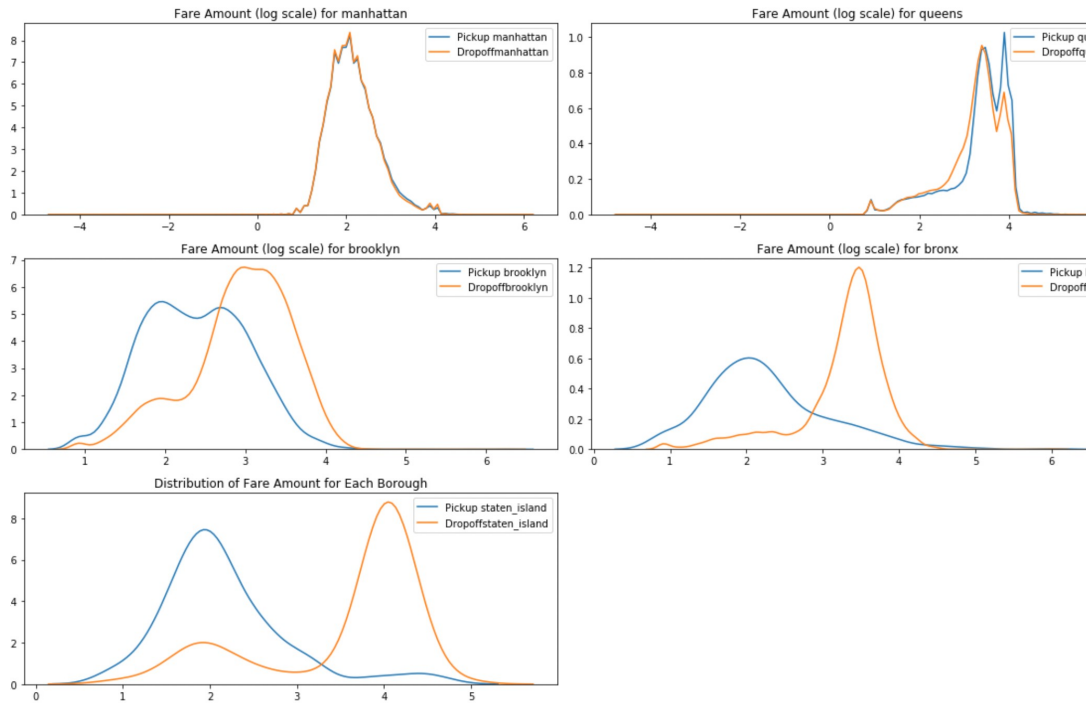 Fare Amount (log scale) for manhattan
8
7
6
5
4
3
2
1
0
Pickup manhattan
Dropoffmanhattan
−4 −2 0 2 4 6
Fare Amount (log scale) for queens
1.0
0.8
0.6
0.4
0.2
0.0
Pickup qu
Dropoffqu
−4 −2 0 2 4
Fare Amount (log scale) for brooklyn
7
6
5
4
3
2
1
0
Pickup brooklyn
Dropoffbrooklyn
1 2 3 4 5 6
Fare Amount (log scale) for bronx
1.2
1.0
0.8
0.6
0.4
0.2
0.0
Pickup
Dropoff
0 1 2 3 4 5 6
Distribution of Fare Amount for Each Borough
8
6
4
2
0
Pickup staten_island
Dropoffstaten_island
0 1 2 3 4 5